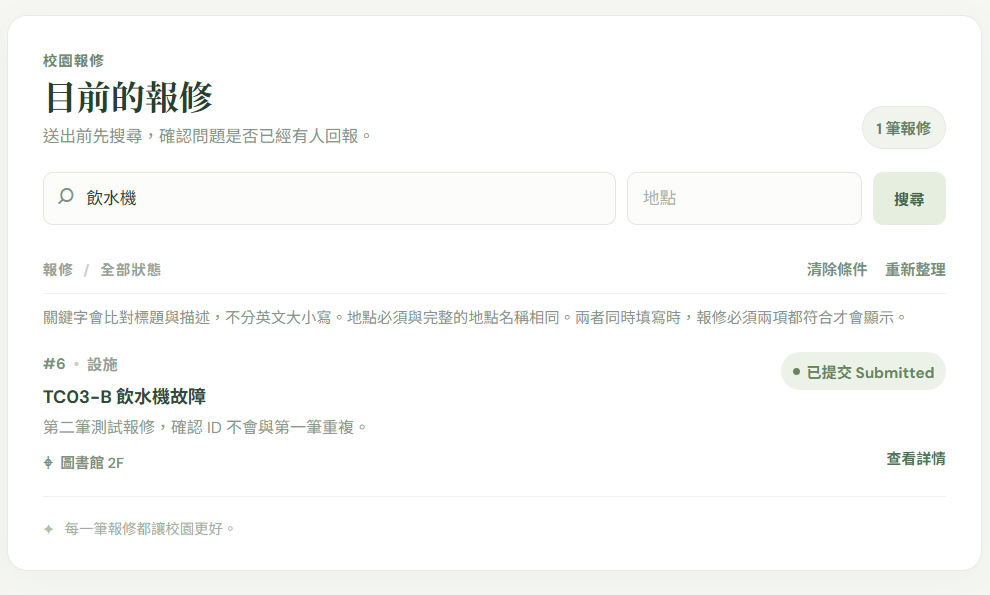 校園報修
目前的報修
送出前先搜尋，確認問題是否已經有人回報。
1 筆報修
飲水機
地點
搜尋
報修 / 全部狀態
清除條件 重新整理
關鍵字會比對標題與描述，不分英文大小寫。地點必須與完整的地點名稱相同。兩者同時填寫時，報修必須兩項都符合才會顯示。
#6 • 設施
已提交 Submitted
TC03-B 飲水機故障
第二筆測試報修，確認 ID 不會與第一筆重複。
圖書館 2F
查看詳情
每一筆報修都讓校園更好。